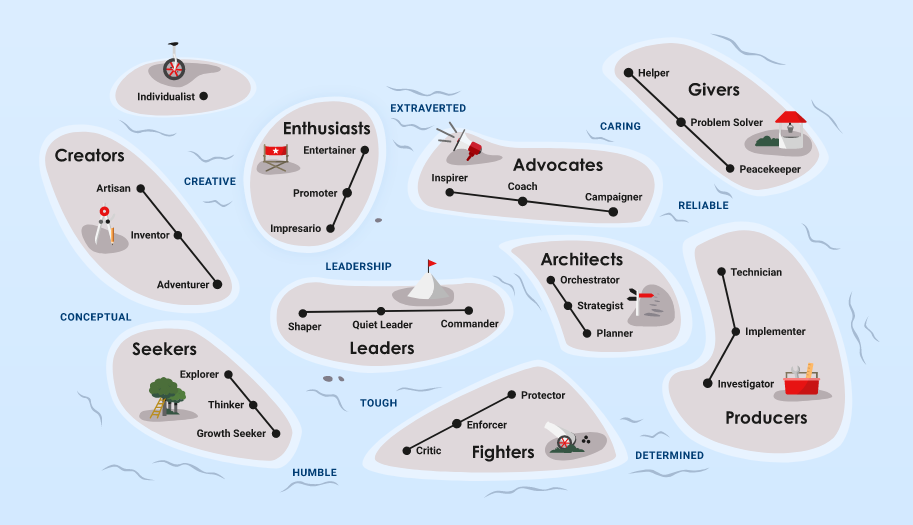 Individualist
Creators
Artisan
Inventor
Adventurer
CREATIVE
Enthusiasts
Entertainer
Promoter
Impresario
EXTRAVERTED
Advocates
Inspirer
Coach
Campaigner
CARING
Givers
Helper
Problem Solver
Peacekeeper
RELIABLE
LEADERSHIP
Shaper
Quiet Leader
Commander
Leaders
Architects
Orchestrator
Strategist
Planner
Technician
Implementer
Investigator
Producers
CONCEPTUAL
Seekers
Explorer
Thinker
Growth Seeker
TOUGH
Protector
Enforcer
Critic
Fighters
HUMBLE
DETERMINED